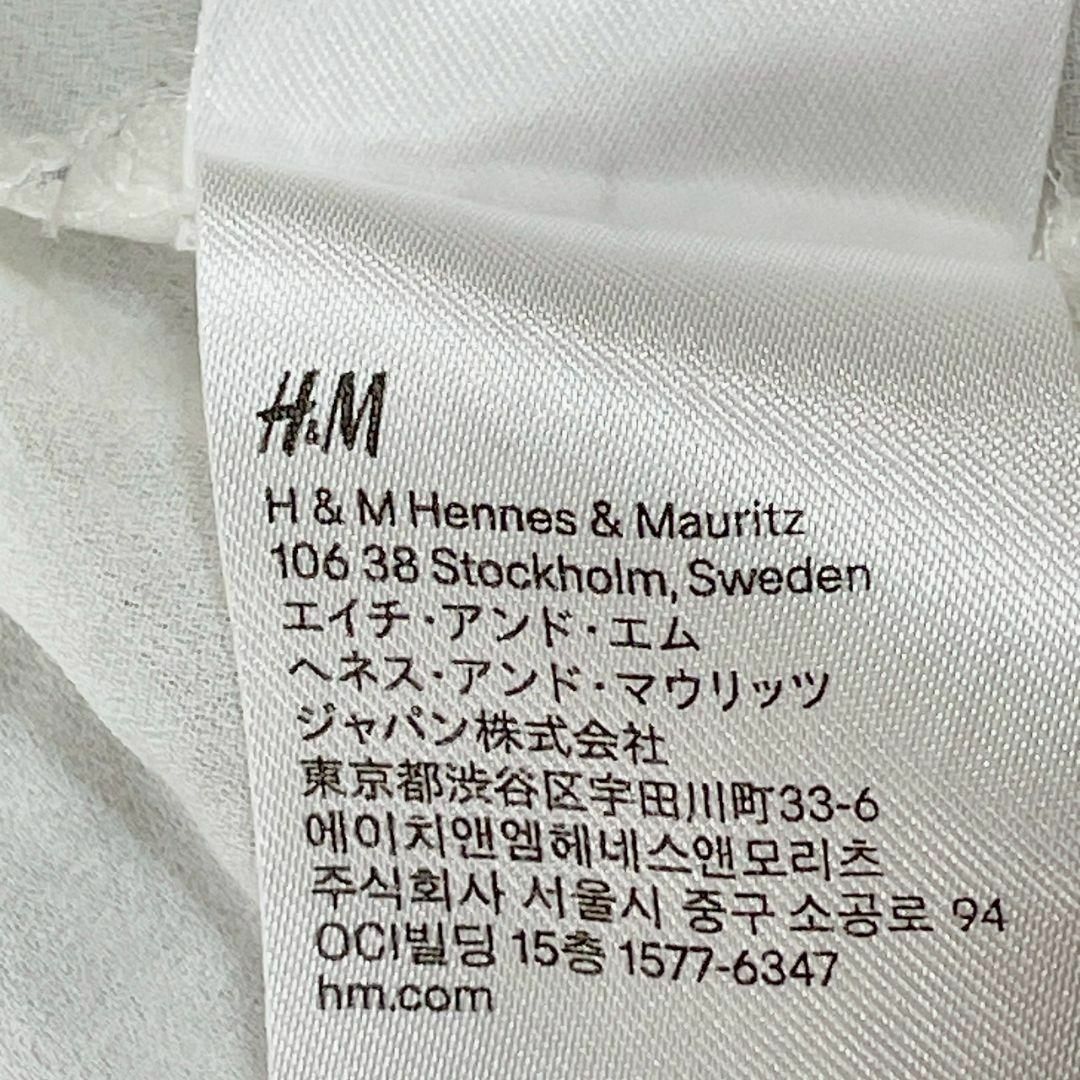 H&M
H & M Hennes & Mauritz
106 38 Stockholm, Sweden
エイチ・アンド・エム
ヘネス・アンド・マウリッツ
ジャパン株式会社
東京都渋谷区宇田川町33-6
에이치앤엠헤네스앤모리츠
주식회사 서울시 중구 소공로 94
OCI빌딩 15층 1577-6347
hm.com